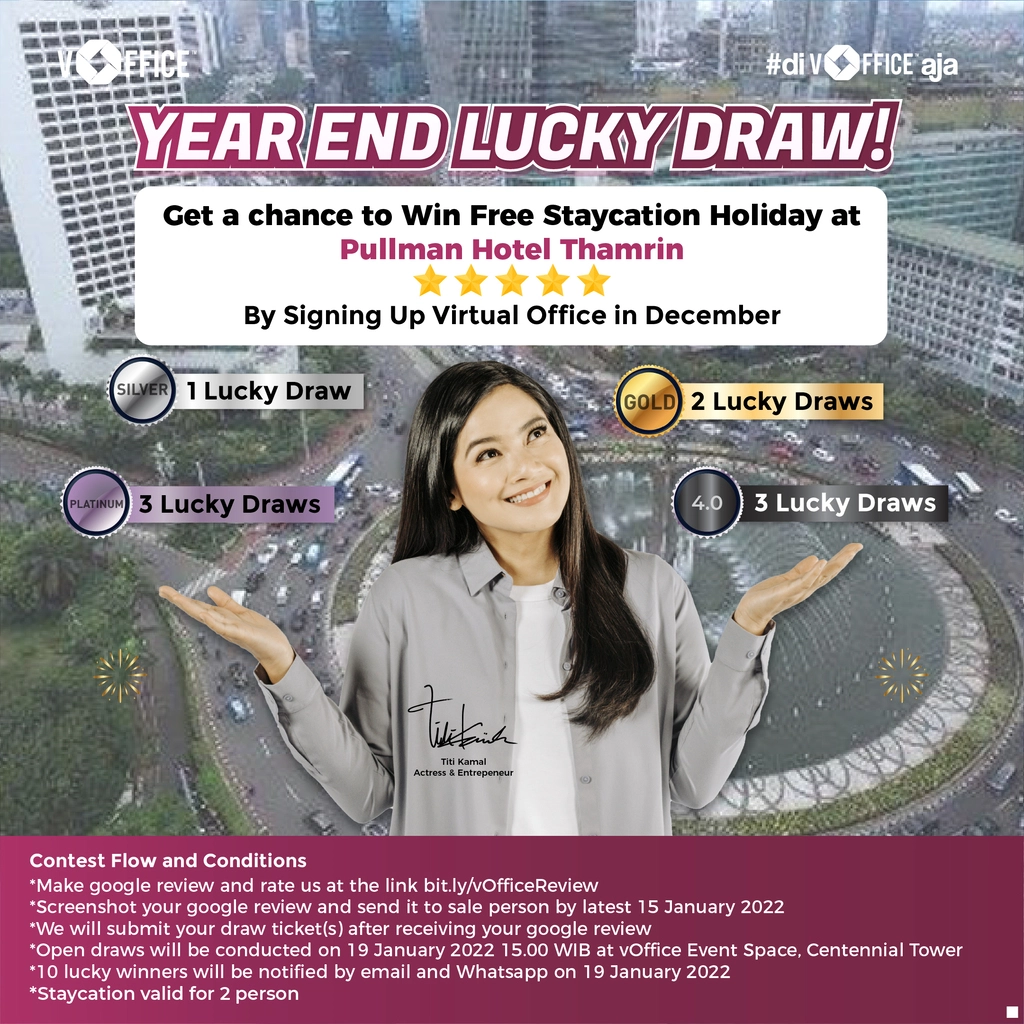 VOFFICE
#di VOFFICE aja
YEAR END LUCKY DRAW!
Get a chance to Win Free Staycation Holiday at
Pullman Hotel Thamrin
By Signing Up Virtual Office in December
SILVER 1 Lucky Draw
GOLD 2 Lucky Draws
PLATINUM 3 Lucky Draws
4.0 3 Lucky Draws
Titi Kamal
Titi Kamal
Actress & Entrepeneur
Contest Flow and Conditions
*Make google review and rate us at the link bit.ly/vOfficeReview
*Screenshot your google review and send it to sale person by latest 15 January 2022
*We will submit your draw ticket(s) after receiving your google review
*Open draws will be conducted on 19 January 2022 15.00 WIB at vOffice Event Space, Centennial Tower
*10 lucky winners will be notified by email and Whatsapp on 19 January 2022
*Staycation valid for 2 person